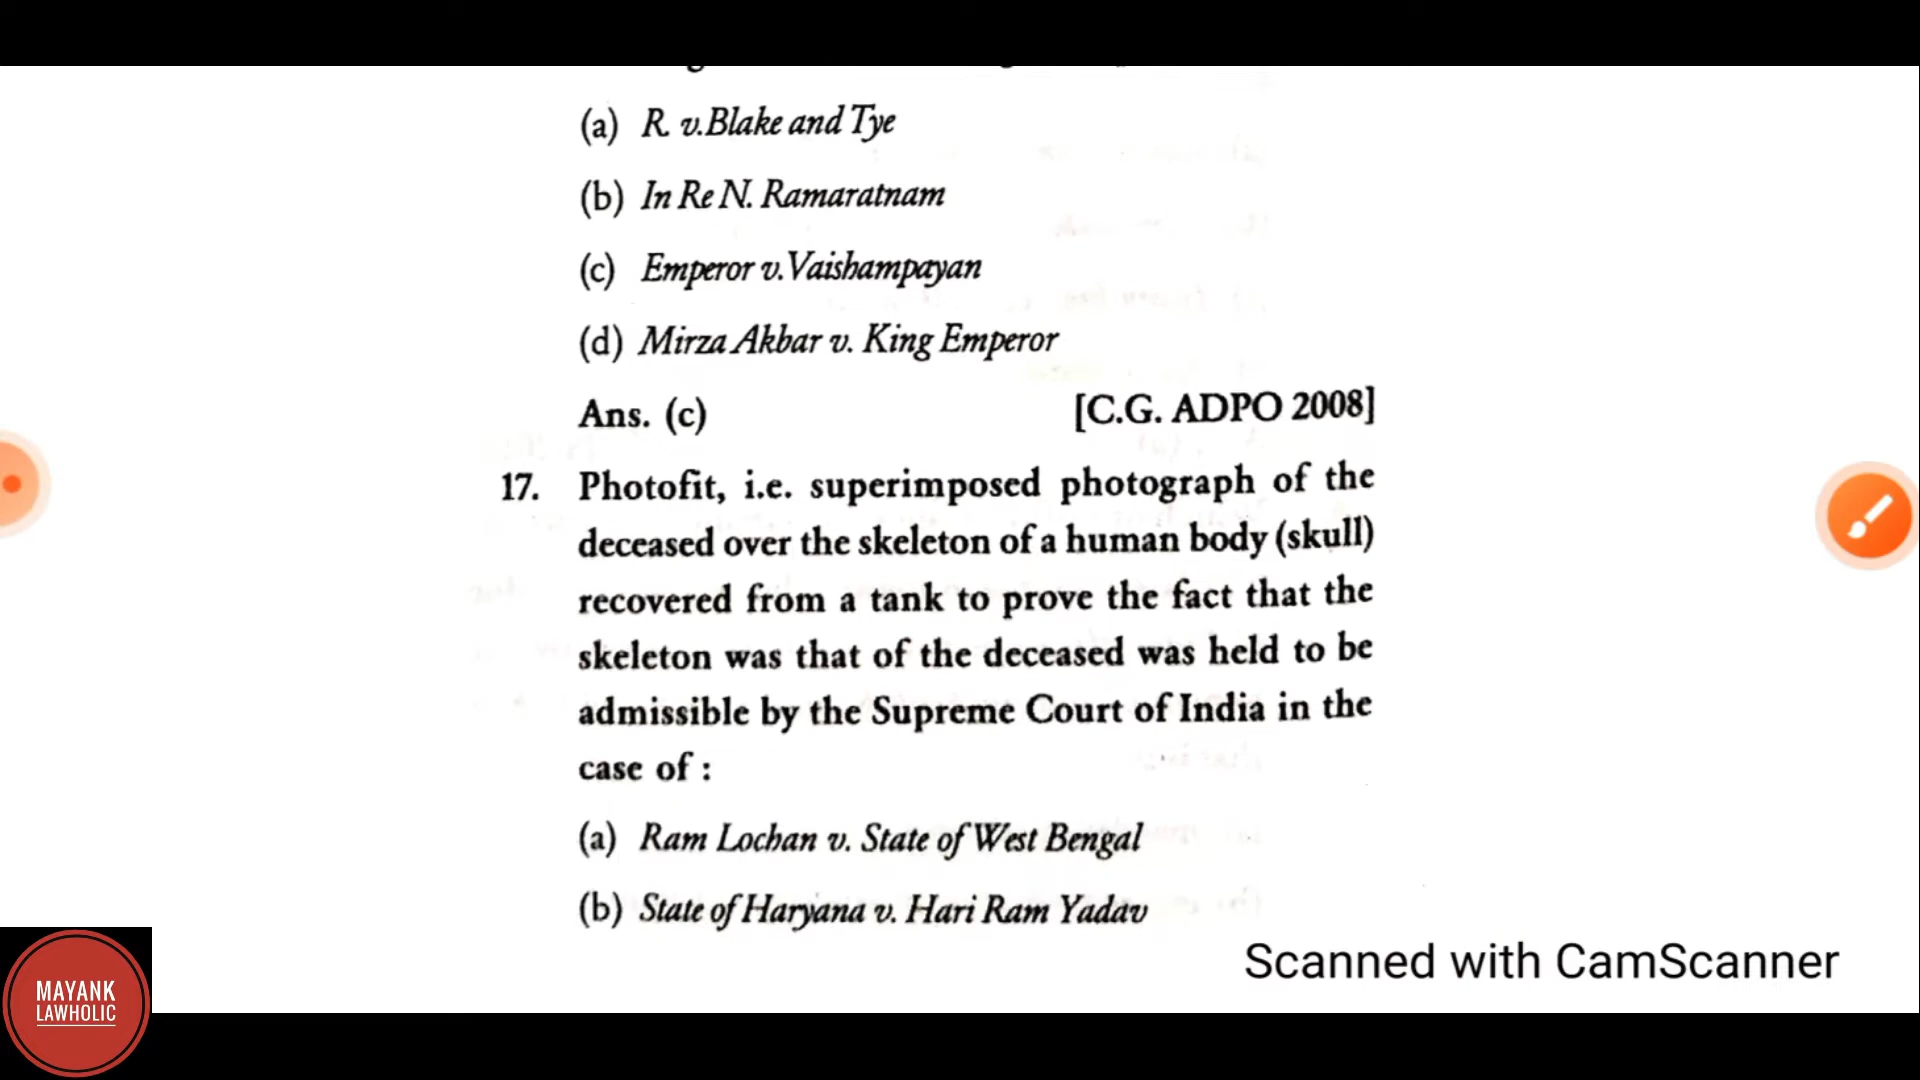 (a) R. v. Blake and Tye
(b) In Re N. Ramaratnam
(c) Emperor v. Vaishampayan
(d) Mirza Akbar v. King Emperor
Ans. (c) [C.G. ADPO 2008]
17. Photofit, i.e. superimposed photograph of the
deceased over the skeleton of a human body (skull)
recovered from a tank to prove the fact that the
skeleton was that of the deceased was held to be
admissible by the Supreme Court of India in the
case of :
(a) Ram Lochan v. State of West Bengal
(b) State of Haryana v. Hari Ram Yadav
Scanned with CamScanner
MAYANK
LAWHOLIC